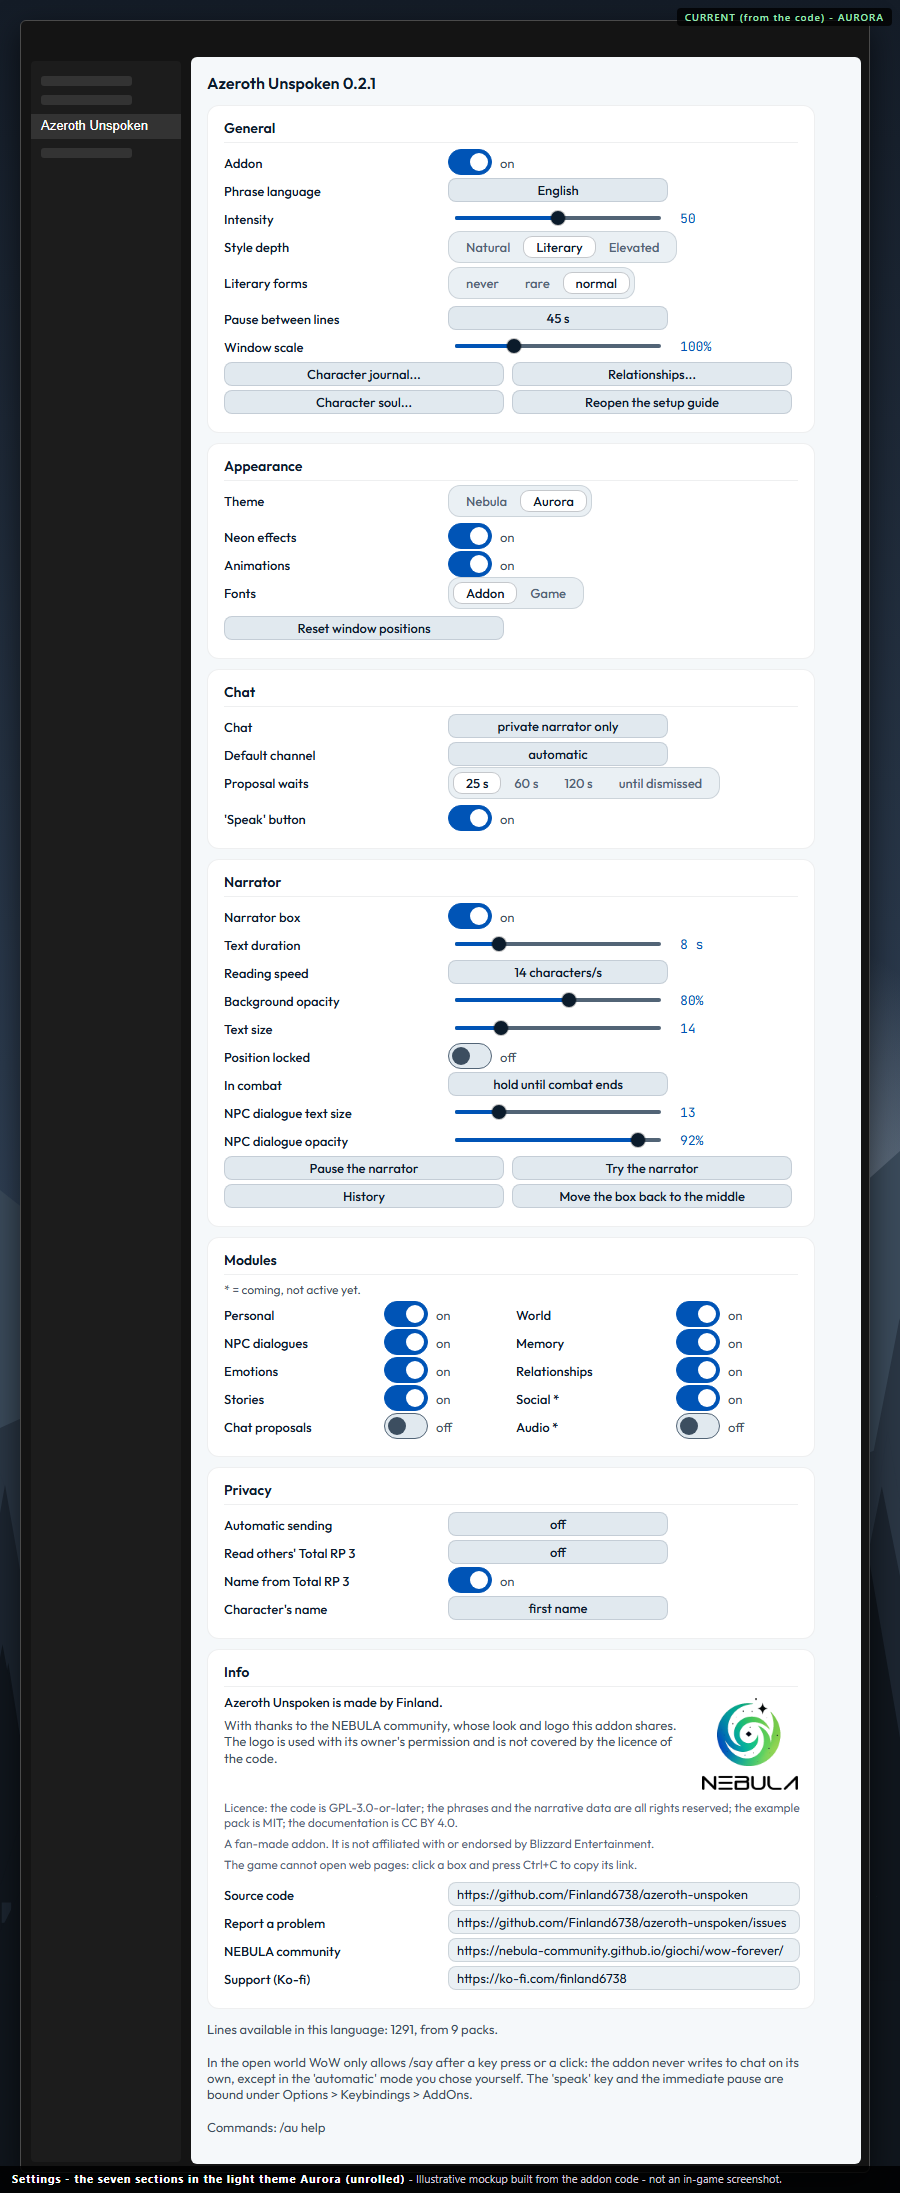 CURRENT (from the code) - AURORA
Azeroth Unspoken 0.2.1
Azeroth Unspoken
General
Addon on
Phrase language English
Intensity 50
Style depth Natural Literary Elevated
Literary forms never rare normal
Pause between lines 45 s
Window scale 100%
Character journal... Relationships...
Character soul... Reopen the setup guide
Appearance
Theme Nebula Aurora
Neon effects on
Animations on
Fonts Addon Game
Reset window positions
Chat
Chat private narrator only
Default channel automatic
Proposal waits 25 s 60 s 120 s until dismissed
'Speak' button on
Narrator
Narrator box on
Text duration 8 s
Reading speed 14 characters/s
Background opacity 80%
Text size 14
Position locked off
In combat hold until combat ends
NPC dialogue text size 13
NPC dialogue opacity 92%
Pause the narrator Try the narrator
History Move the box back to the middle
Modules
* = coming, not active yet.
Personal on World on
NPC dialogues on Memory on
Emotions on Relationships on
Stories on Social * on
Chat proposals off Audio * off
Privacy
Automatic sending off
Read others' Total RP 3 off
Name from Total RP 3 on
Character's name first name
Info
Azeroth Unspoken is made by Finland.
With thanks to the NEBULA community, whose look and logo this addon shares.
The logo is used with its owner's permission and is not covered by the licence of
the code.
NEBULA
Licence: the code is GPL-3.0-or-later; the phrases and the narrative data are all rights reserved; the example
pack is MIT; the documentation is CC BY 4.0.
A fan-made addon. It is not affiliated with or endorsed by Blizzard Entertainment.
The game cannot open web pages: click a box and press Ctrl+C to copy its link.
Source code https://github.com/Finland6738/azeroth-unspoken
Report a problem https://github.com/Finland6738/azeroth-unspoken/issues
NEBULA community https://nebula-community.github.io/giochi/wow-forever/
Support (Ko-fi) https://ko-fi.com/finland6738
Lines available in this language: 1291, from 9 packs.
In the open world WoW only allows /say after a key press or a click: the addon never writes to chat on its
own, except in the 'automatic' mode you chose yourself. The 'speak' key and the immediate pause are
bound under Options > Keybindings > AddOns.
Commands: /au help
Settings - the seven sections in the light theme Aurora (unrolled) - Illustrative mockup built from the addon code - not an in-game screenshot.